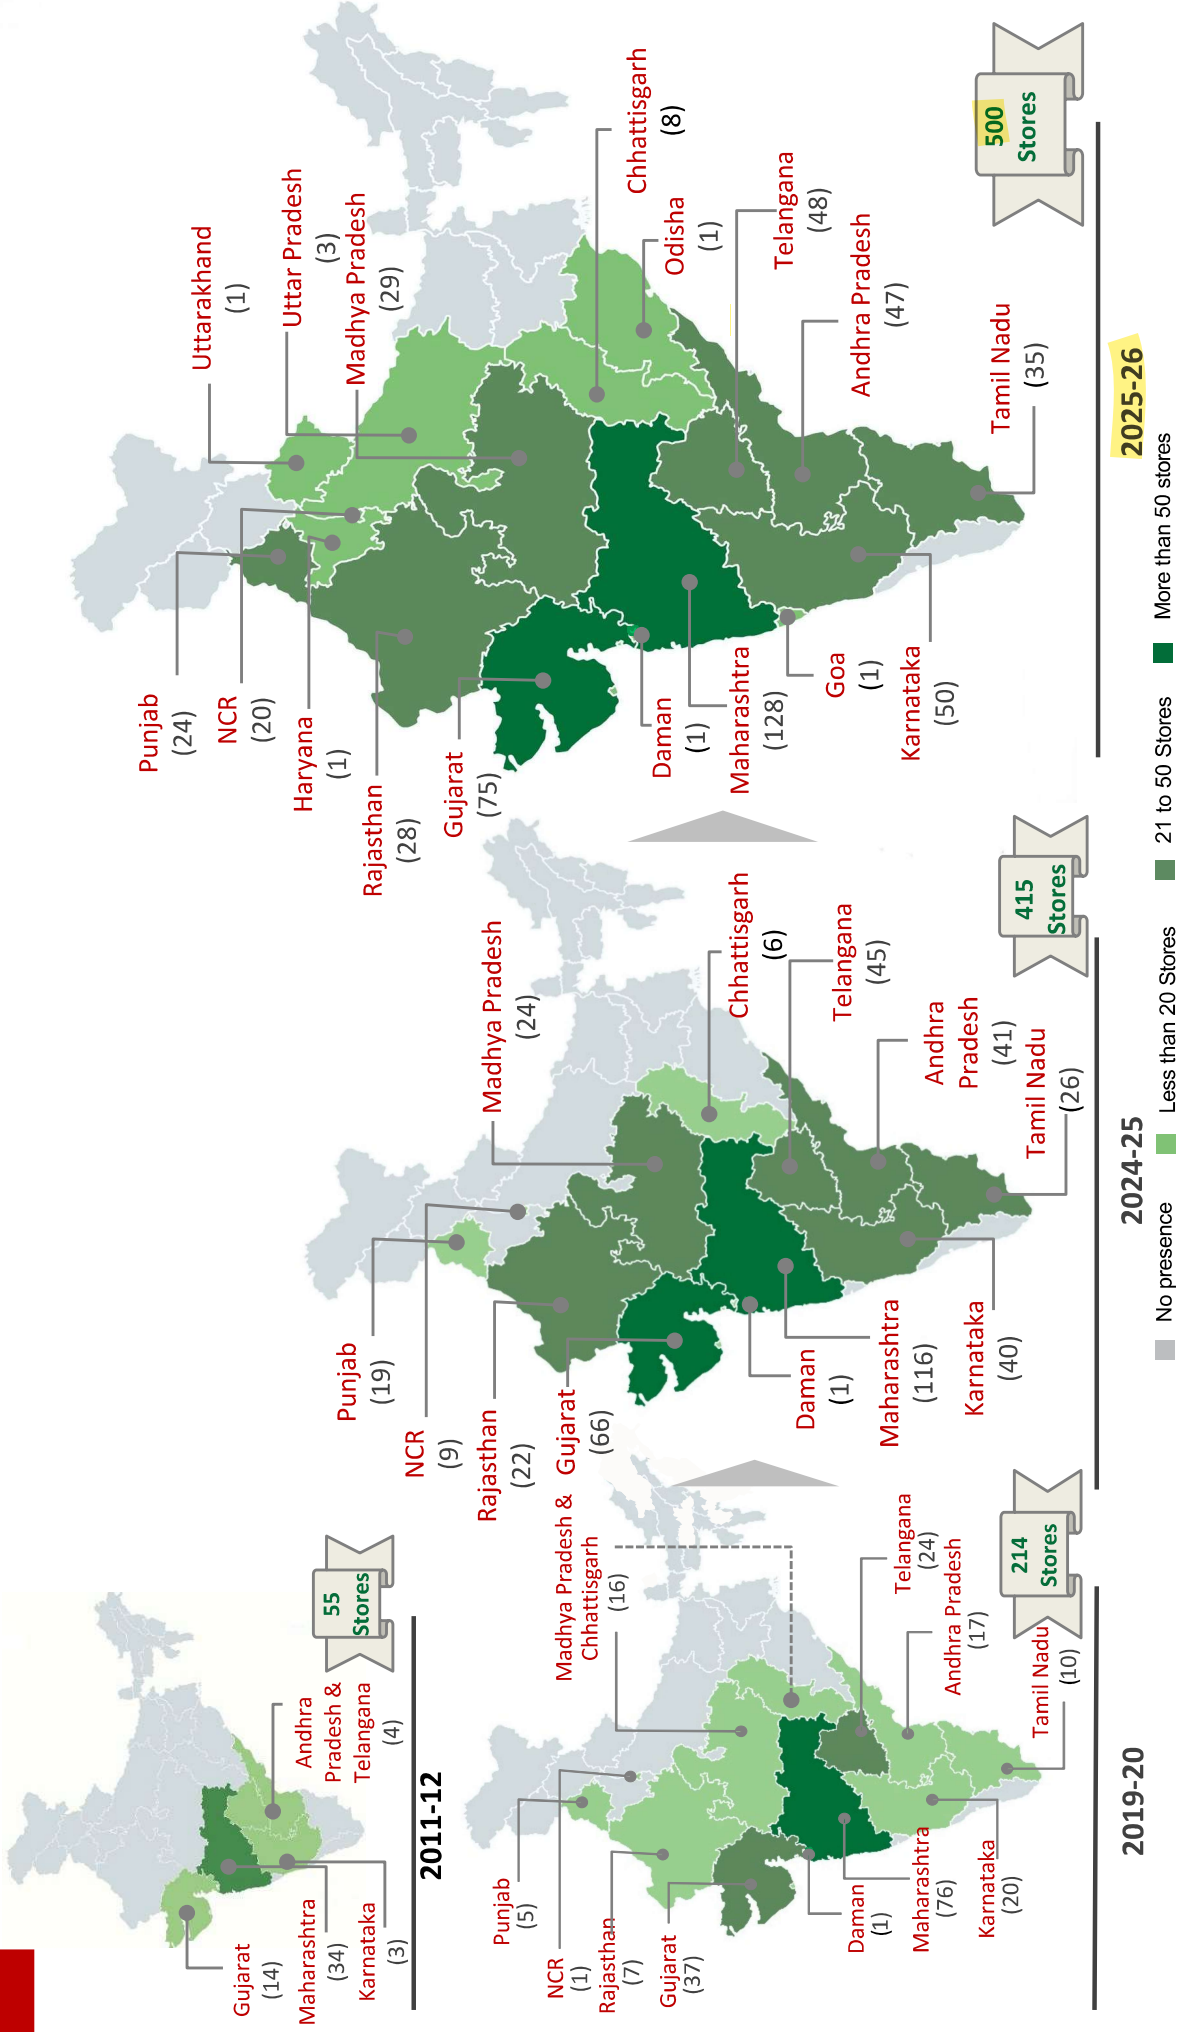 Gujarat
(14)
Maharashtra
(34)
Karnataka
(3)
Andhra
Pradesh &
Telangana
(4)
55
Stores
2011-12
Punjab
(5)
NCR
(1)
Rajasthan
(7)
Gujarat
(37)
Daman
(1)
Maharashtra
(76)
Karnataka
(20)
Madhya Pradesh &
Chhattisgarh
(16)
Telangana
(24)
Andhra Pradesh
(17)
Tamil Nadu
(10)
214
Stores
2019-20
Punjab
(19)
NCR
(9)
Rajasthan
(22)
Gujarat
(66)
Daman
(1)
Maharashtra
(116)
Karnataka
(40)
Madhya Pradesh
(24)
Chhattisgarh
(6)
Telangana
(45)
Andhra
Pradesh
(41)
Tamil Nadu
(26)
415
Stores
2024-25
Punjab
(24)
NCR
(20)
Haryana
(1)
Rajasthan
(28)
Gujarat
(75)
Daman
(1)
Maharashtra
(128)
Goa
(1)
Karnataka
(50)
Uttarakhand
(1)
Uttar Pradesh
(3)
Madhya Pradesh
(29)
Chhattisgarh
(8)
Odisha
(1)
Telangana
(48)
Andhra Pradesh
(47)
Tamil Nadu
(35)
500
Stores
2025-26
No presence
Less than 20 Stores
21 to 50 Stores
More than 50 stores